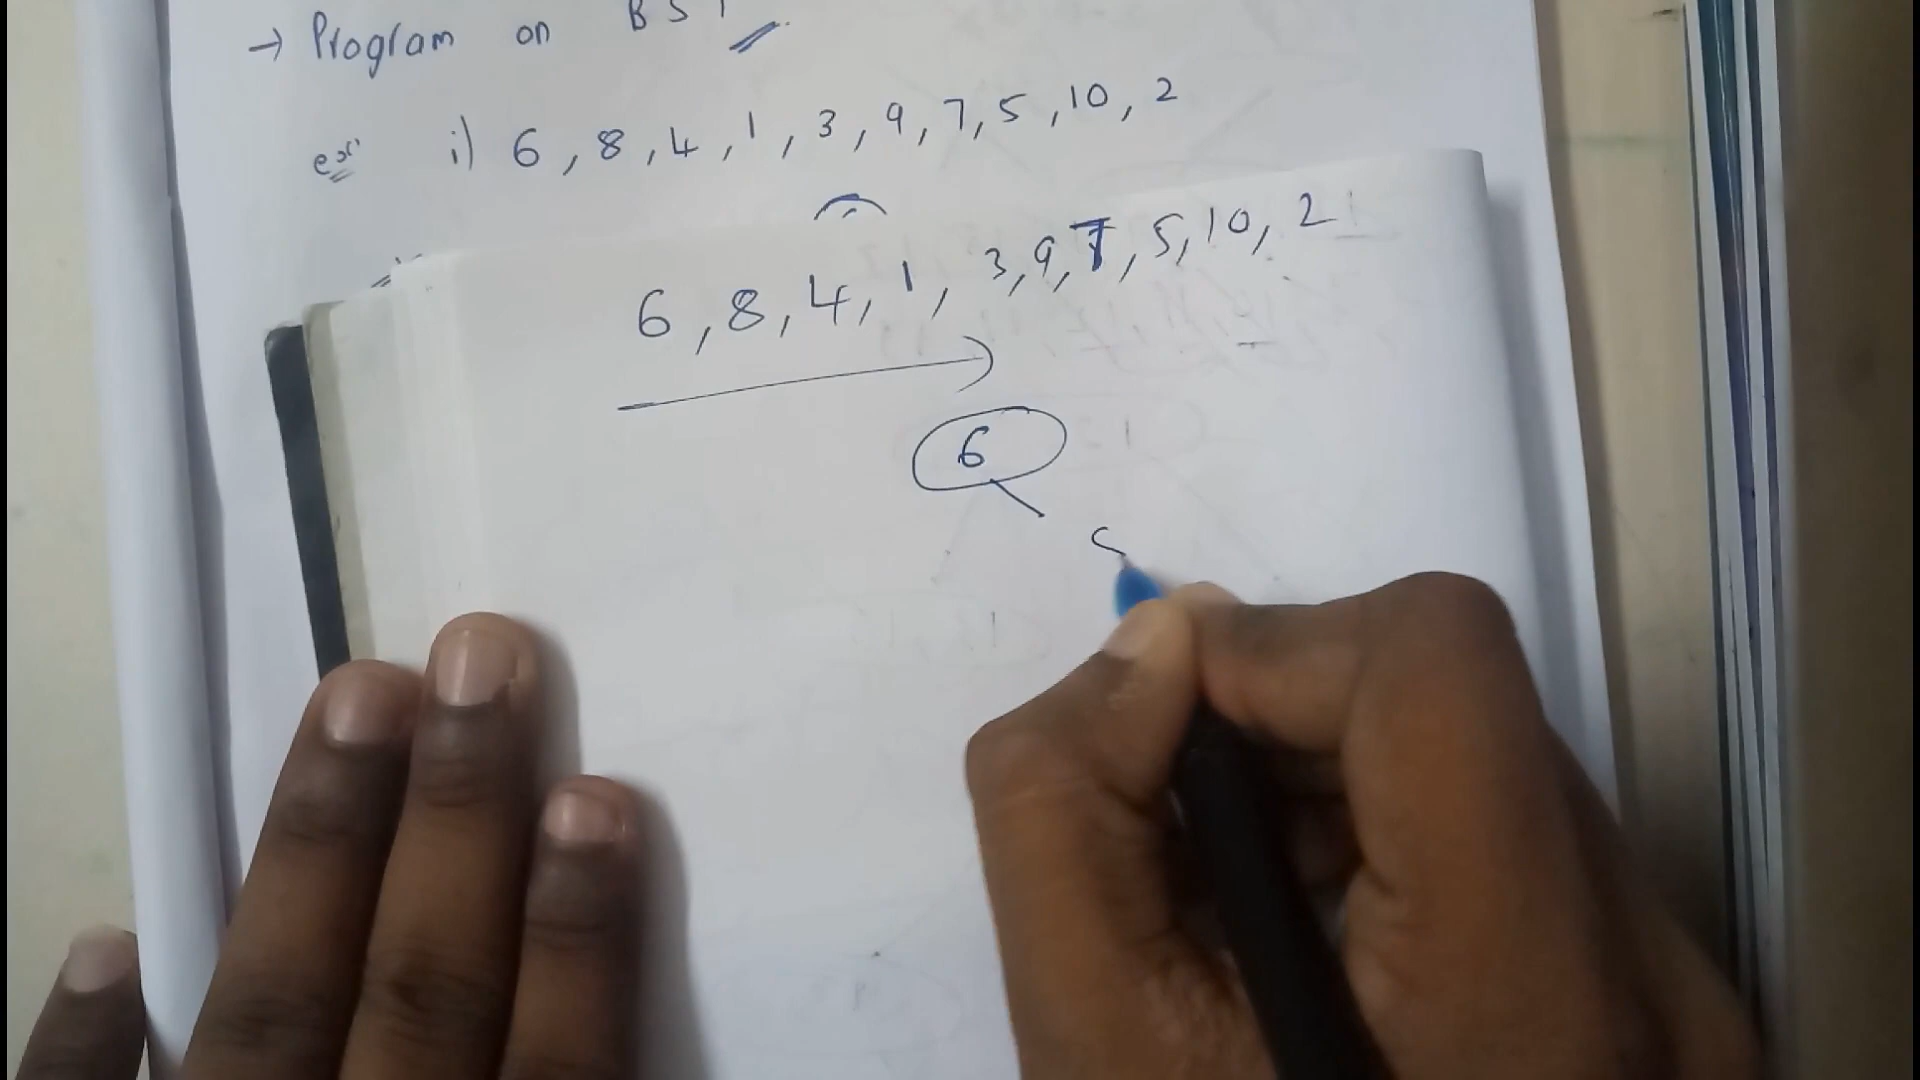 → Program on BST
ex: i) 6, 8, 4, 1, 3, 9, 7, 5, 10, 2
6, 8, 4, 1, 3, 9, 7, 5, 10, 2
6